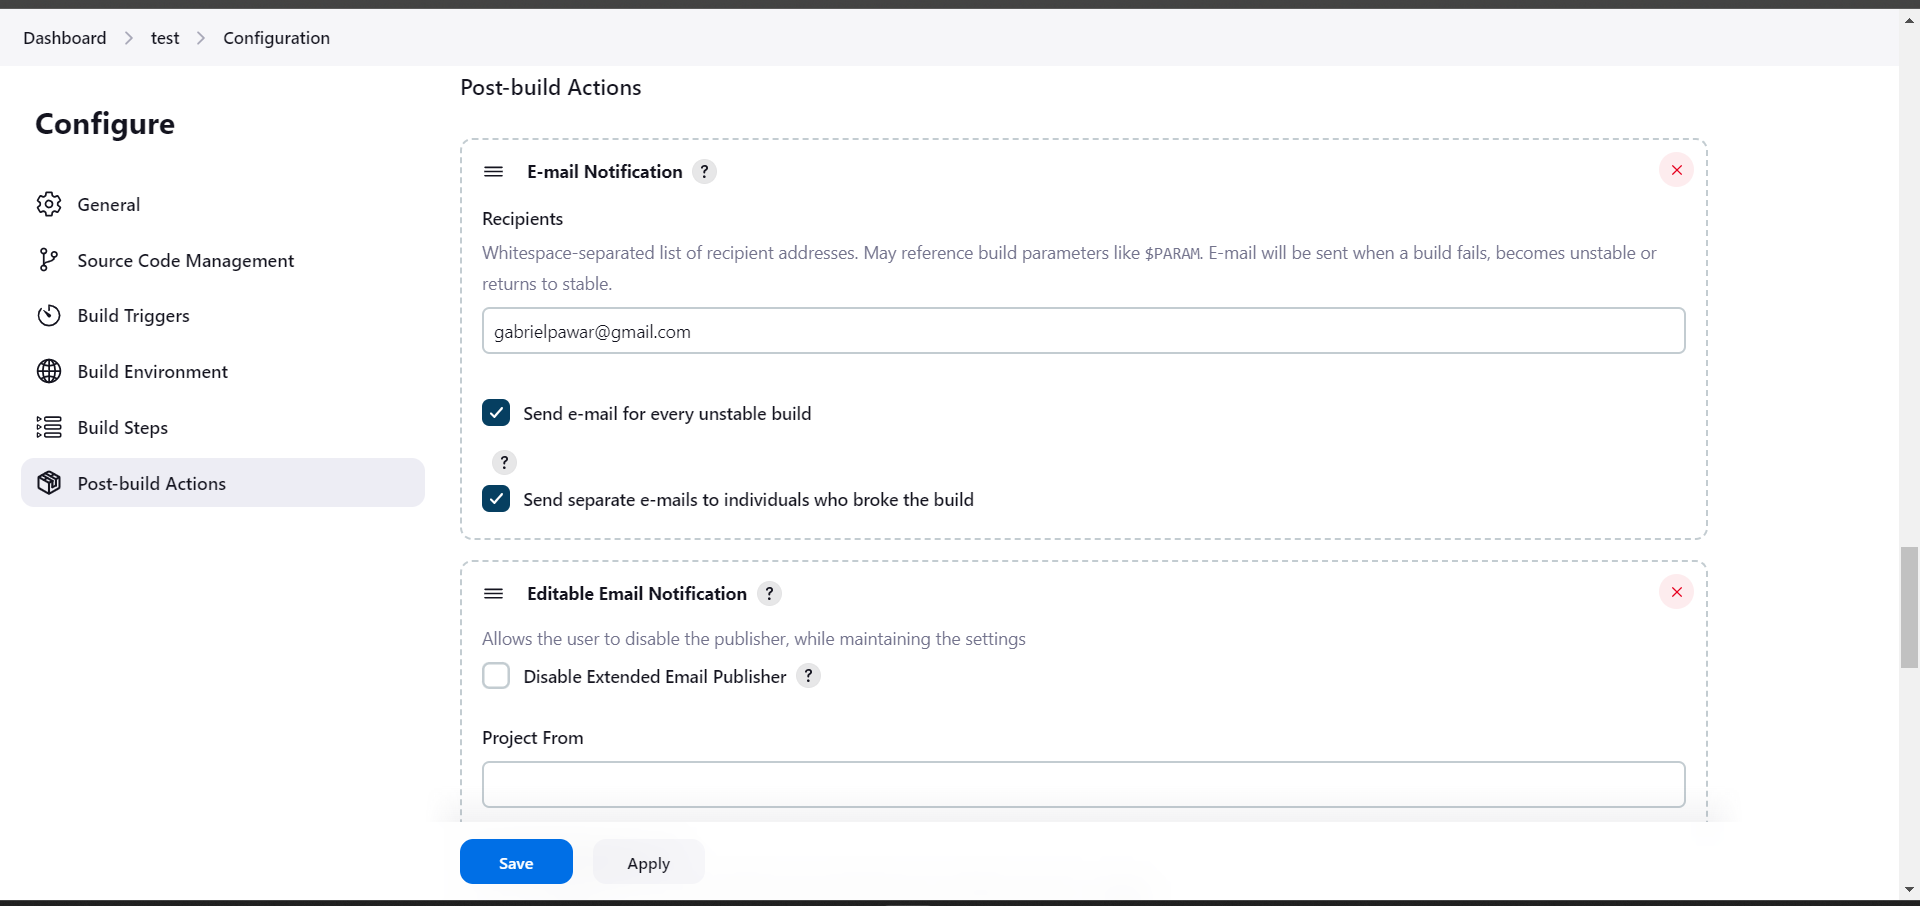 Dashboard > test > Configuration
Configure
General
Source Code Management
Build Triggers
Build Environment
Build Steps
Post-build Actions
Post-build Actions
E-mail Notification ?
Recipients
Whitespace-separated list of recipient addresses. May reference build parameters like $PARAM. E-mail will be sent when a build fails, becomes unstable or
returns to stable.
gabrielpawar@gmail.com
Send e-mail for every unstable build
?
Send separate e-mails to individuals who broke the build
Editable Email Notification ?
Allows the user to disable the publisher, while maintaining the settings
Disable Extended Email Publisher ?
Project From
Save Apply